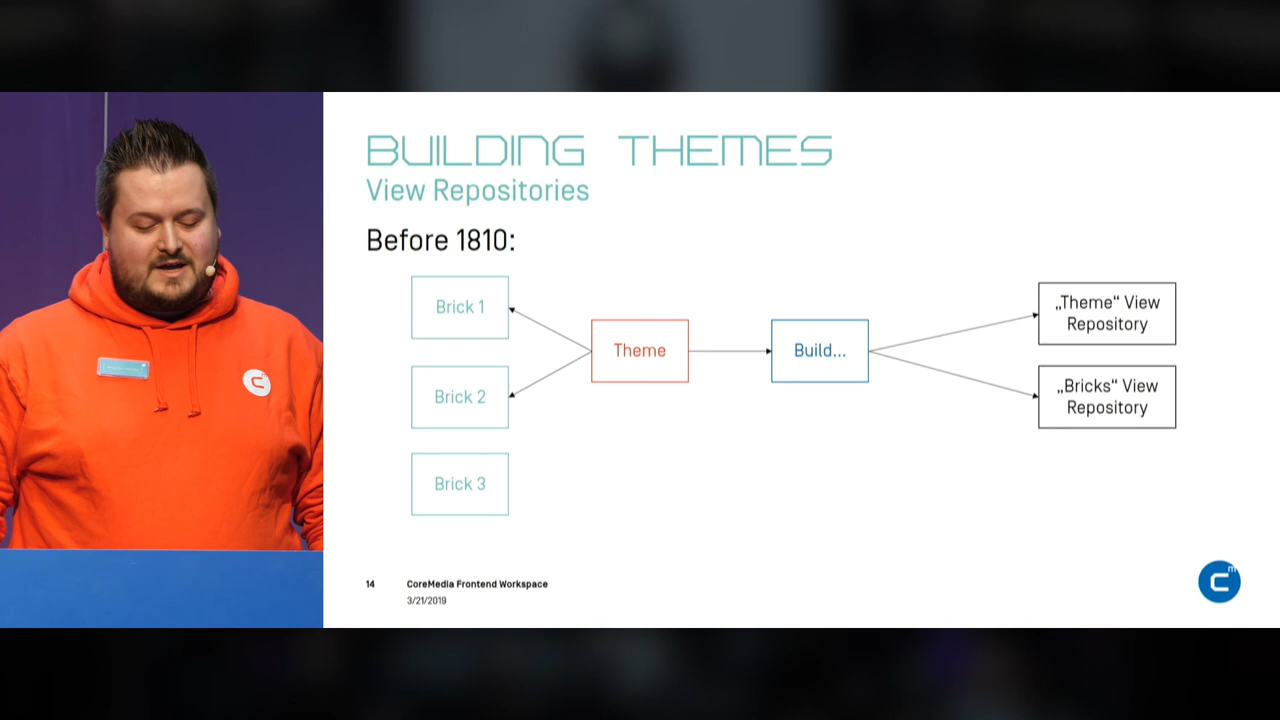 BUILDING THEMES
View Repositories
Before 1810:
Brick 1
Brick 2
Brick 3
Theme
Build...
„Theme“ View
Repository
„Bricks“ View
Repository
14 CoreMedia Frontend Workspace
3/21/2019
C m